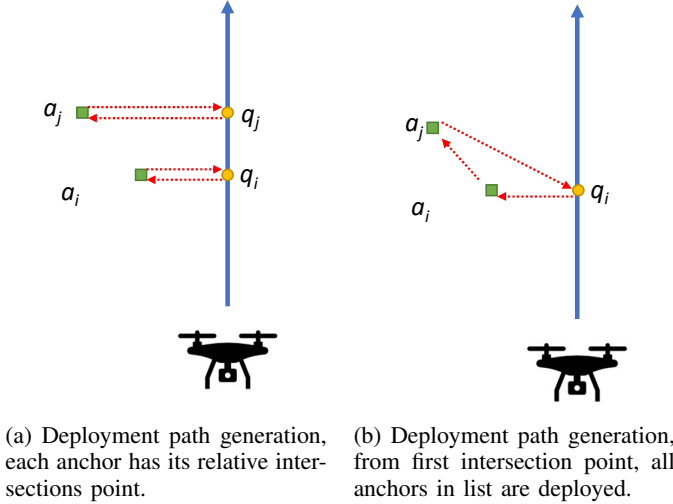 a_j
q_j
q_i
a_i
a_j
q_i
a_i
(a) Deployment path generation,
each anchor has its relative inter-
sections point.
(b) Deployment path generation,
from first intersection point, all
anchors in list are deployed.